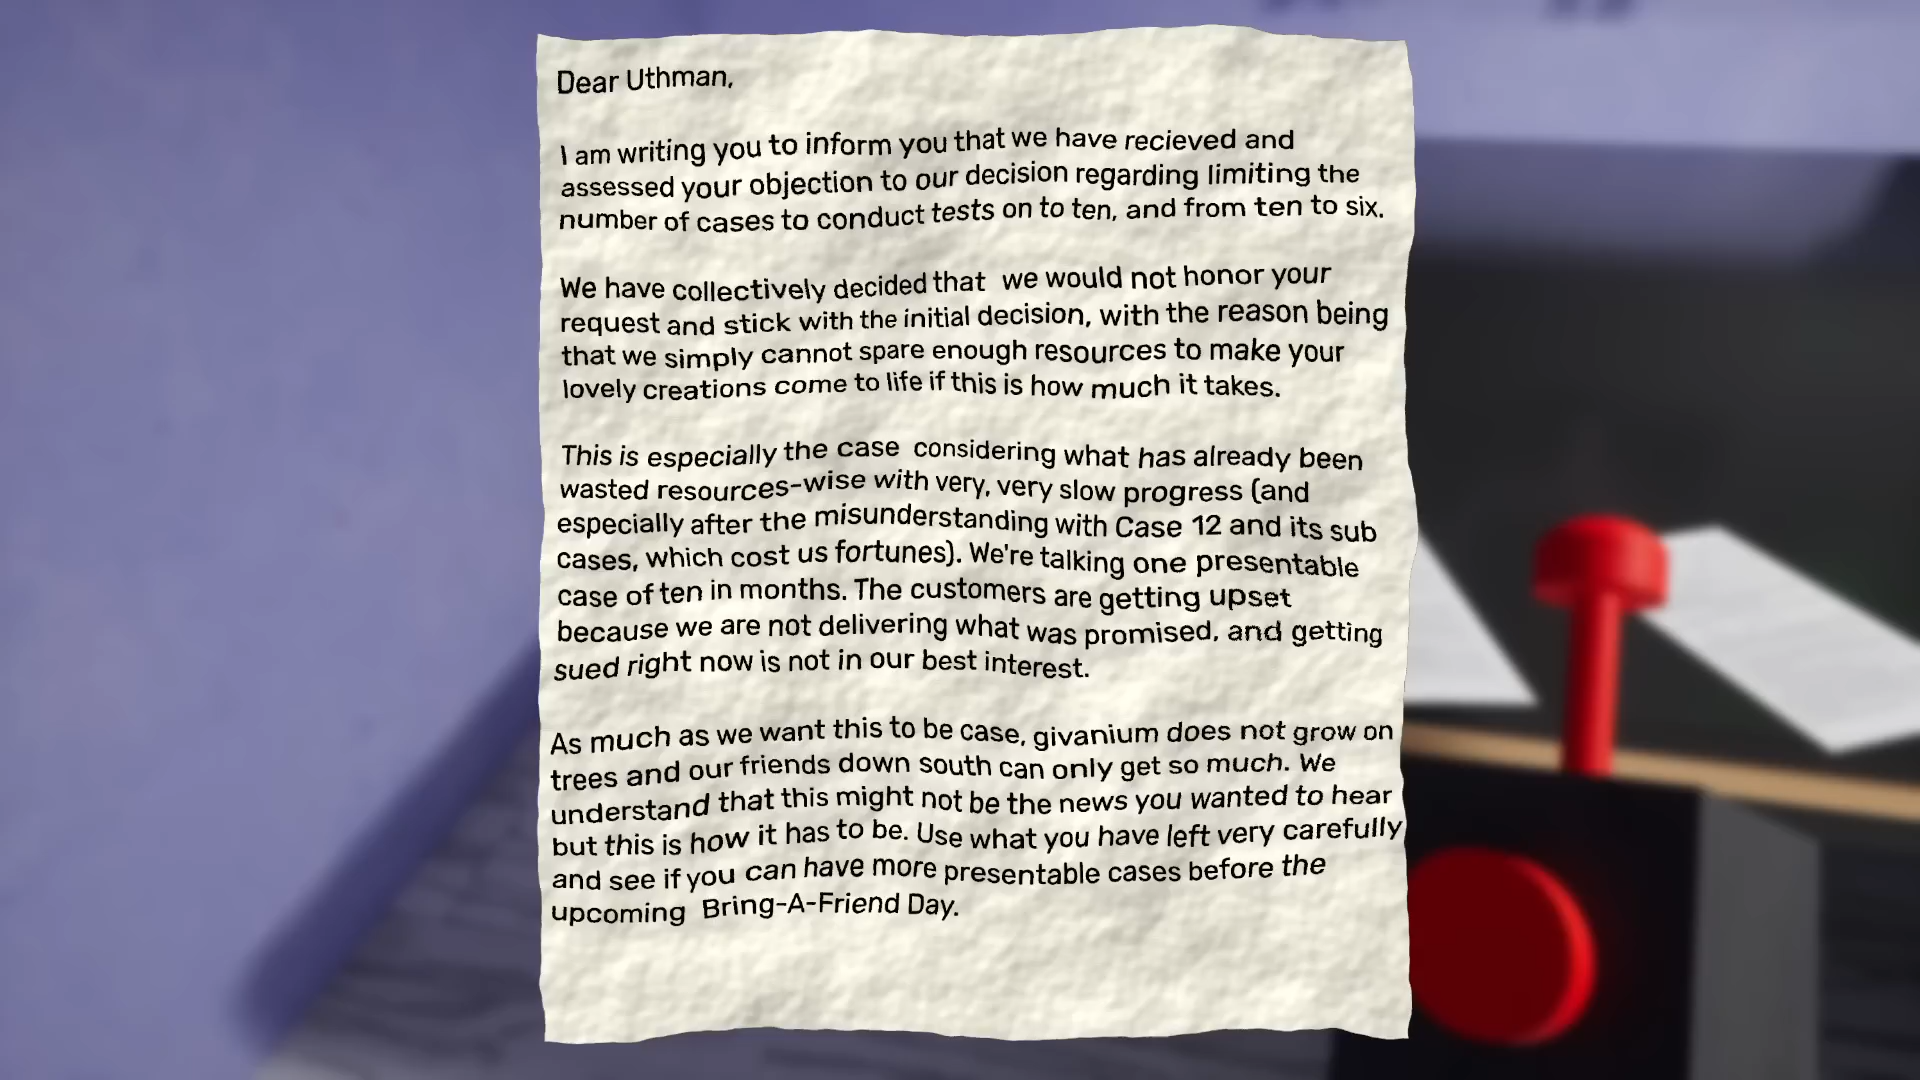 Dear Uthman,
I am writing you to inform you that we have recieved and
assessed your objection to our decision regarding limiting the
number of cases to conduct tests on to ten, and from ten to six.
We have collectively decided that we would not honor your
request and stick with the initial decision, with the reason being
that we simply cannot spare enough resources to make your
lovely creations come to life if this is how much it takes.
This is especially the case considering what has already been
wasted resources-wise with very, very slow progress (and
especially after the misunderstanding with Case 12 and its sub
cases, which cost us fortunes). We're talking one presentable
case of ten in months. The customers are getting upset
because we are not delivering what was promised, and getting
sued right now is not in our best interest.
As much as we want this to be case, givanium does not grow on
trees and our friends down south can only get so much. We
understand that this might not be the news you wanted to hear
but this is how it has to be. Use what you have left very carefully
and see if you can have more presentable cases before the
upcoming Bring-A-Friend Day.